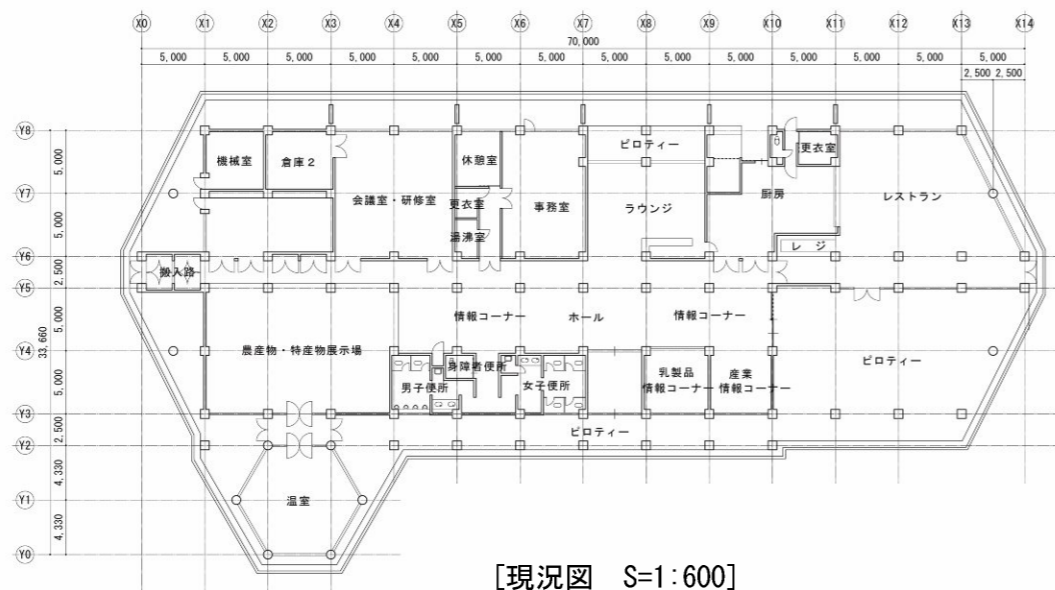 X0 X1 X2 X3 X4 X5 X6 X7 X8 X9 X10 X11 X12 X13 X14
70,000
5,000 5,000 5,000 5,000 5,000 5,000 5,000 5,000 5,000 5,000 5,000 5,000 5,000 5,000
2,500 2,500
Y8
ピロティー
機械室
倉庫2
休憩室
更衣室
5,000
Y7
会議室・研修室
更衣室
事務室
ラウンジ
厨房
レストラン
5,000
湯沸室
レ ジ
Y6
搬入路
2,500
Y5
5,000
情報コーナー
ホール
情報コーナー
33,660
Y4
農産物・特産物展示場
ピロティー
身障者便所
乳製品
情報コーナー
産業
情報コーナー
男子便所
女子便所
5,000
Y3
ピロティー
2,500
Y2
4,330
Y1
温室
4,330
Y0
[現況図 S=1:600]